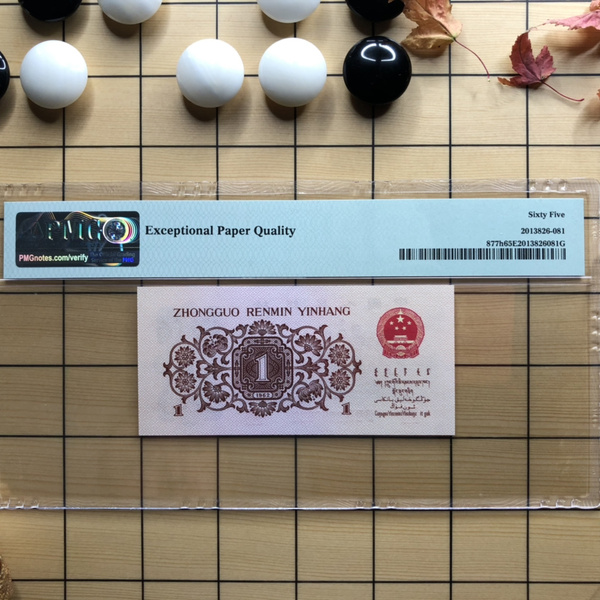 PMG
PMGnotes.com/verify
Exceptional Paper Quality
Sixty Five
2013826-081
877h65E2013826081G
ZHONGGUO RENMIN YINHANG
1
1962
1
1